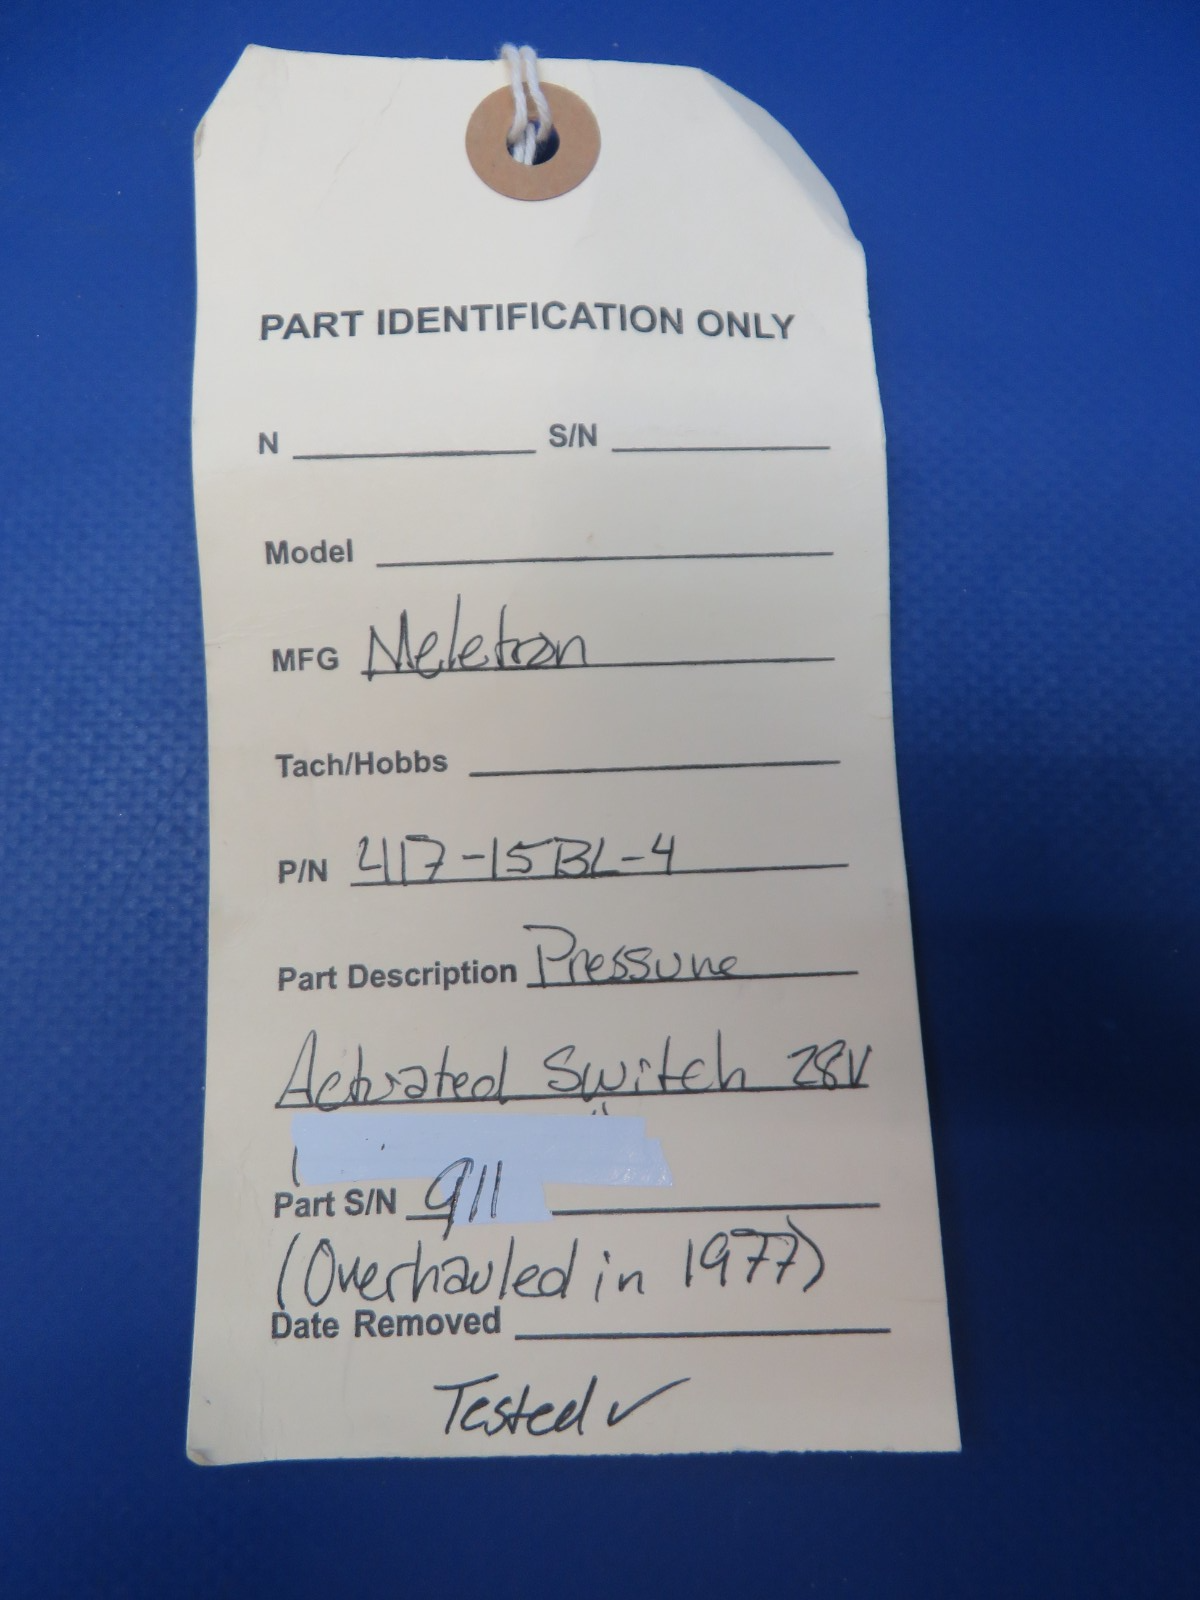 PART IDENTIFICATION ONLY
N S/N
Model
MFG Meletron
Tach/Hobbs
P/N 417-15BL-4
Part Description Pressure
Activated Switch 28V
Part S/N 911
(Overhauled in 1977)
Date Removed
Tested ✓